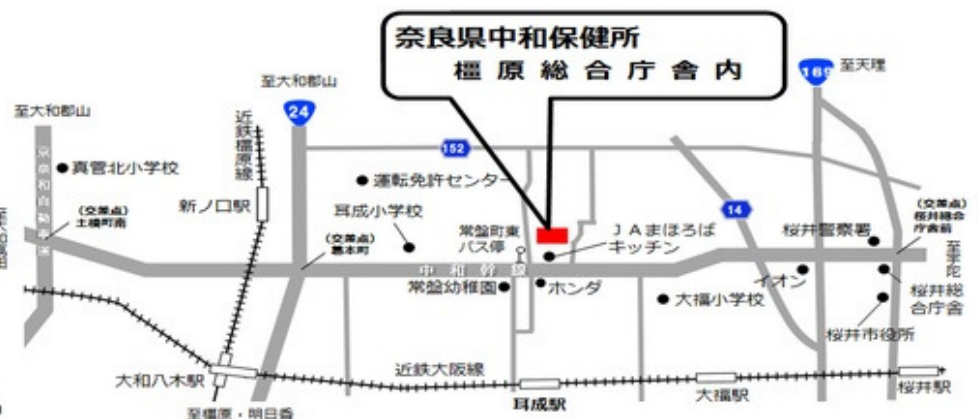 奈良県中和保健所
橿原総合庁舎内
至大和郡山
至大和郡山
24
169
至天理
近鉄橿原線
152
京奈和自動車道
真管北小学校
運転免許センター
新ノ口駅
耳成小学校
14
(交差点)
土橋町南
(交差点)
葛本町
常盤町東
バス停
JAまほろば
キッチン
桜井警察署
(交差点)
桜井総合
庁舎前
至宇陀
中和幹線
常盤幼稚園
ホンダ
大福小学校
イオン
桜井総
合庁舎
桜井市役所
大和八木駅
近鉄大阪線
耳成駅
大福駅
桜井駅
至橿原・明日香